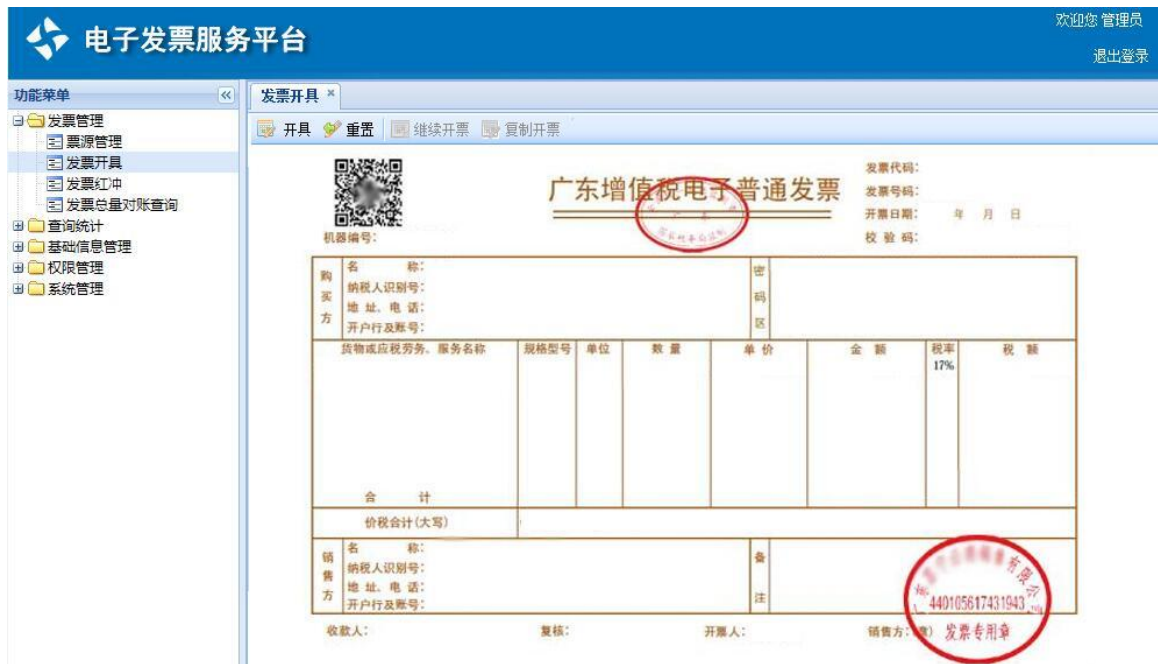 电子发票服务平台
欢迎您 管理员
退出登录
功能菜单
发票管理
票源管理
发票开具
发票红冲
发票总量对账查询
查询统计
基础信息管理
权限管理
系统管理
发票开具
开具 重置 继续开票 复制开票
机器编号:
广东增值税电子普通发票
发票代码:
发票号码:
开票日期: 年 月 日
校 验 码:
购买方
名 称:
纳税人识别号:
地 址、电 话:
开户行及账号:
密码区
货物或应税劳务、服务名称 规格型号 单位 数 量 单 价 金 额 税率 税 额
17%
合 计
价税合计(大写)
销售方
名 称:
纳税人识别号:
地 址、电 话:
开户行及账号:
备注
有限公司
440105617431943
发票专用章
收款人: 复核: 开票人: 销售方:(章)